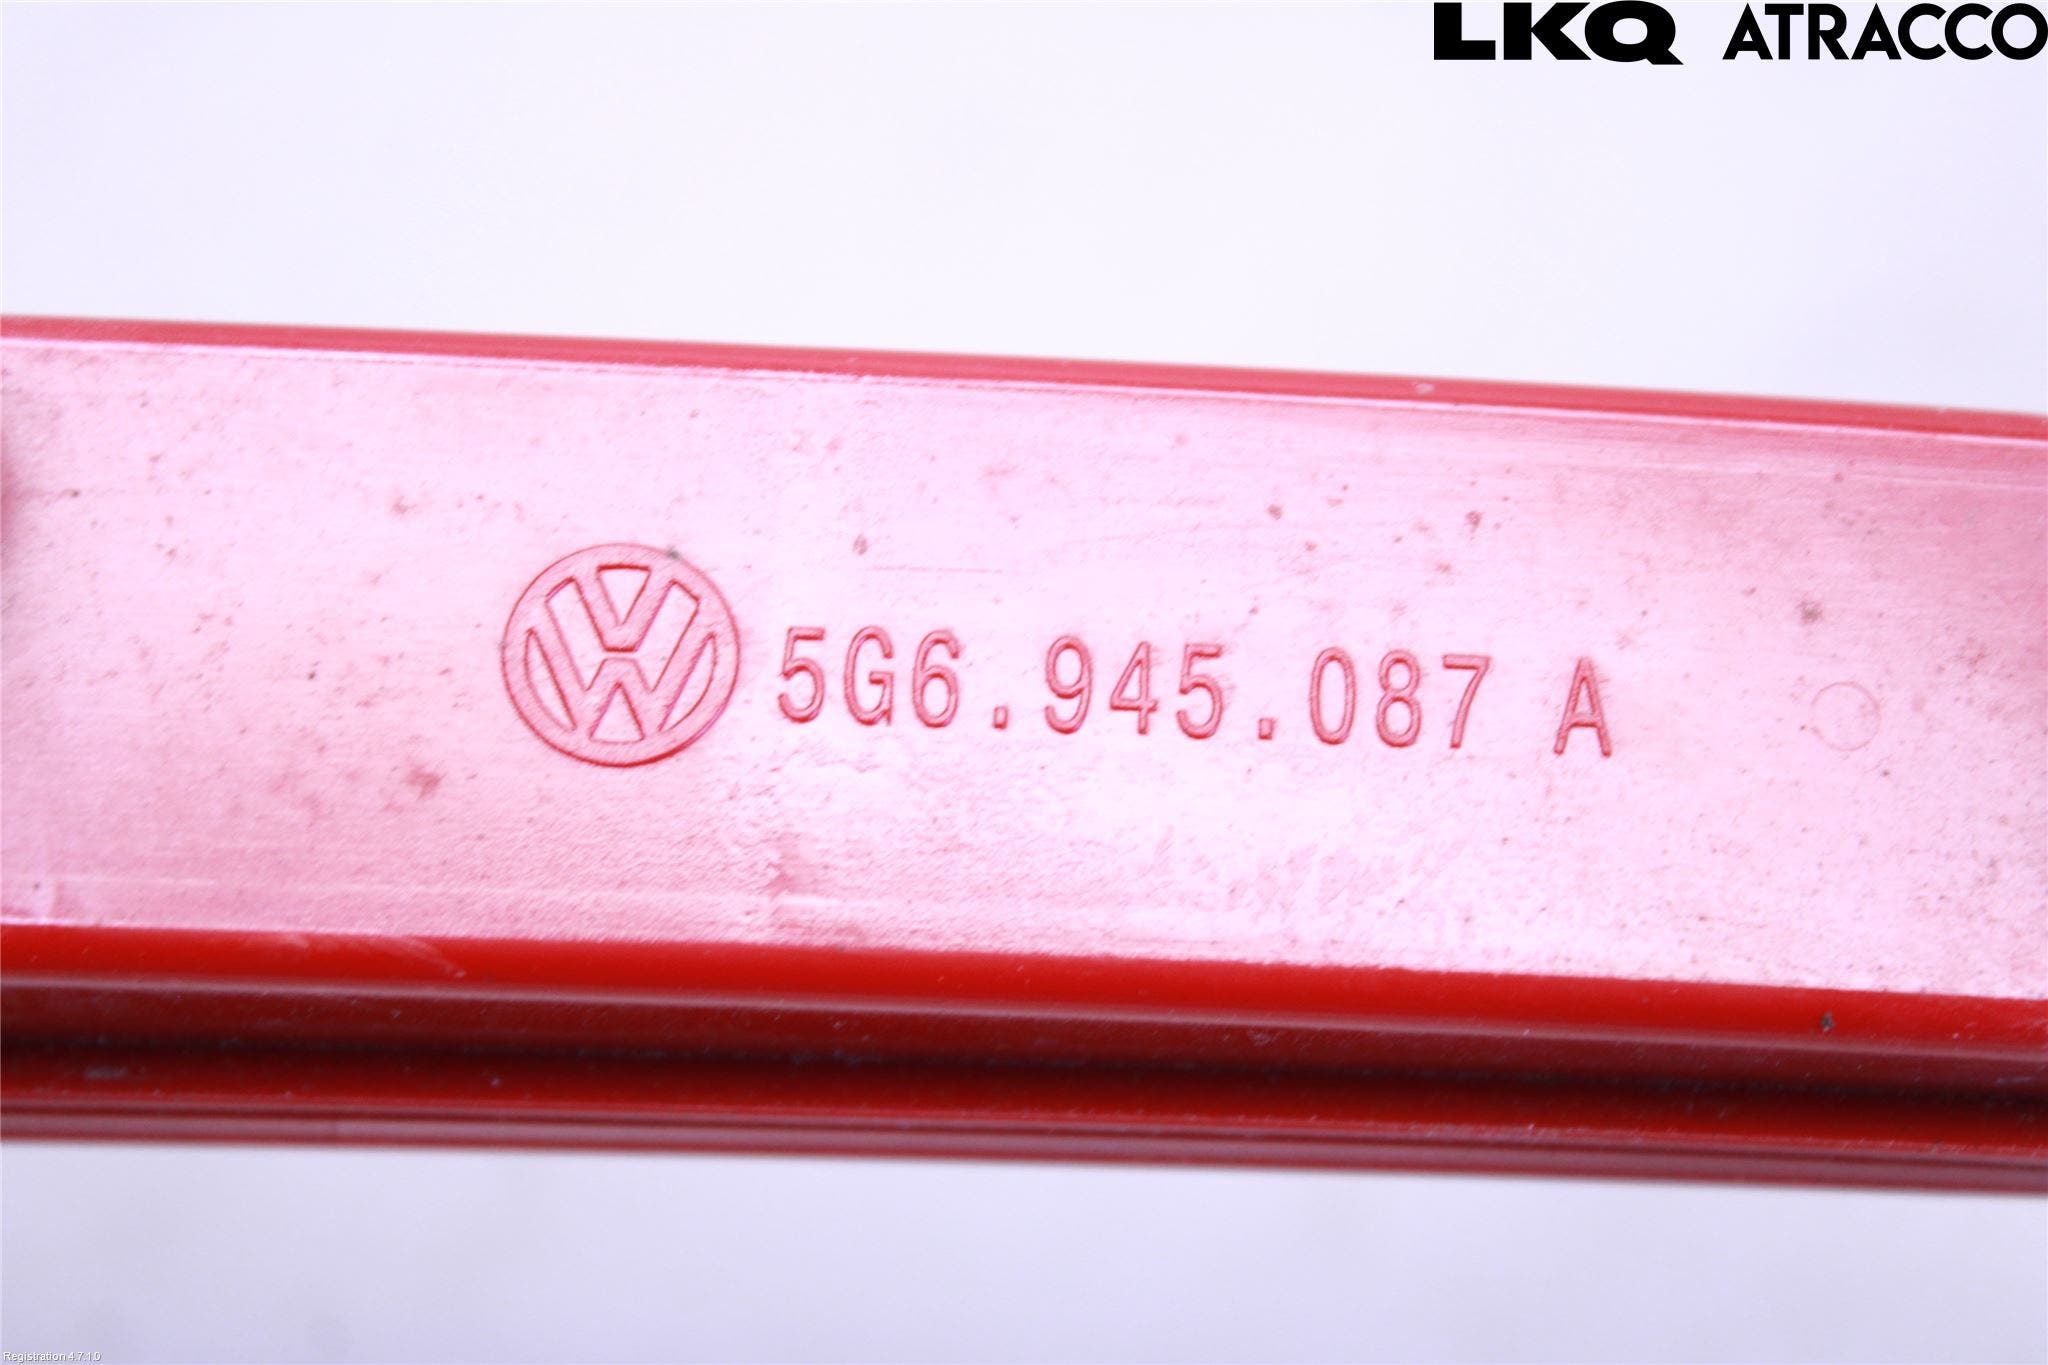 LKQ ATRACCO
5G6.945.087 A
Registration 4.7.1.0